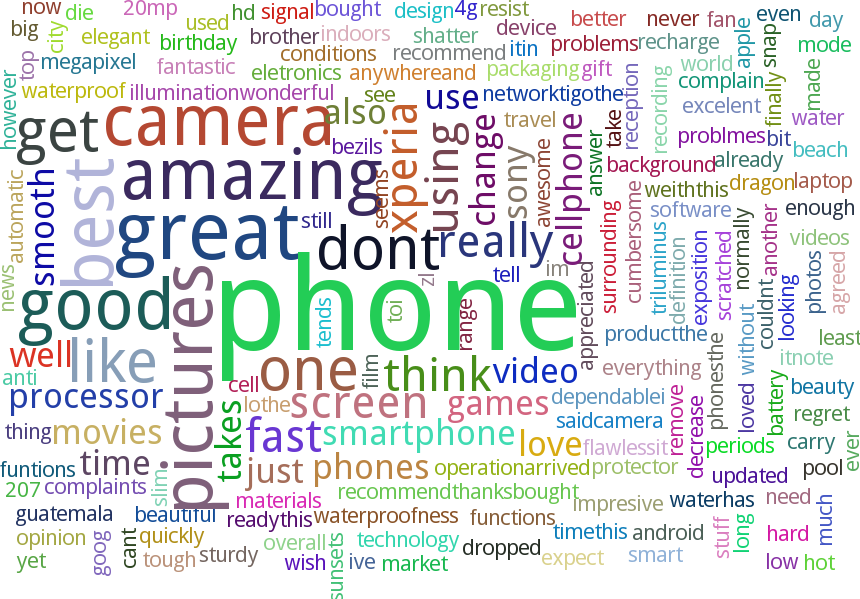 now die 20mp hd signal bought design 4g resist
big city elegant used birthday brother indoors shatter device better never fan even day
top megapixel fantastic conditions recommend itin problems recharge apple snap mode
however waterproof illuminationwonderful eletronics anywhereand packaging gift reception recording world complain finally made
get camera also see use networktigothe travel take excelent water
bezils xperia using change sony awesome cellphone answer background problmes bit beach
automatic smooth best amazing seems already
great still dont really weiththis dragon laptop
surrounding cumbersome software normally another enough
news good pictures phone zl tell im triluminus definition exposition scratched videos
tends toi range appreciated couldnt looking photos agreed
productthe phonesthe without least
well like one film think video everything battery itnote
anti cell dependablei loved beauty
processor lothe screen games saidcamera remove decrease regret
thing movies takes fast smartphone love flawlessit periods carry ever
funtions time just phones operationarrived protector updated pool
207 complaints slim materials recommendthanksbought impresive waterhas need
guatemala beautiful readythis waterproofness functions stuff long much
opinion goog cant quickly overall technology timethis android hard
yet tough sturdy sunsets wish ive market dropped expect smart low hot